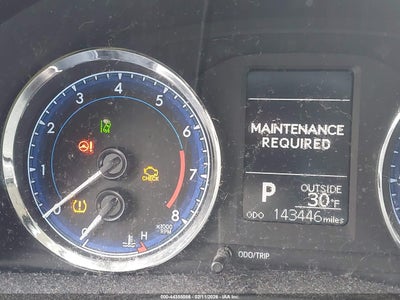 4
3 5
2 6
1 7
0 8
CHECK
x1000
RPM
H
MAINTENANCE
REQUIRED
P OUTSIDE
30°F
ODO 143446 miles
ODO/TRIP